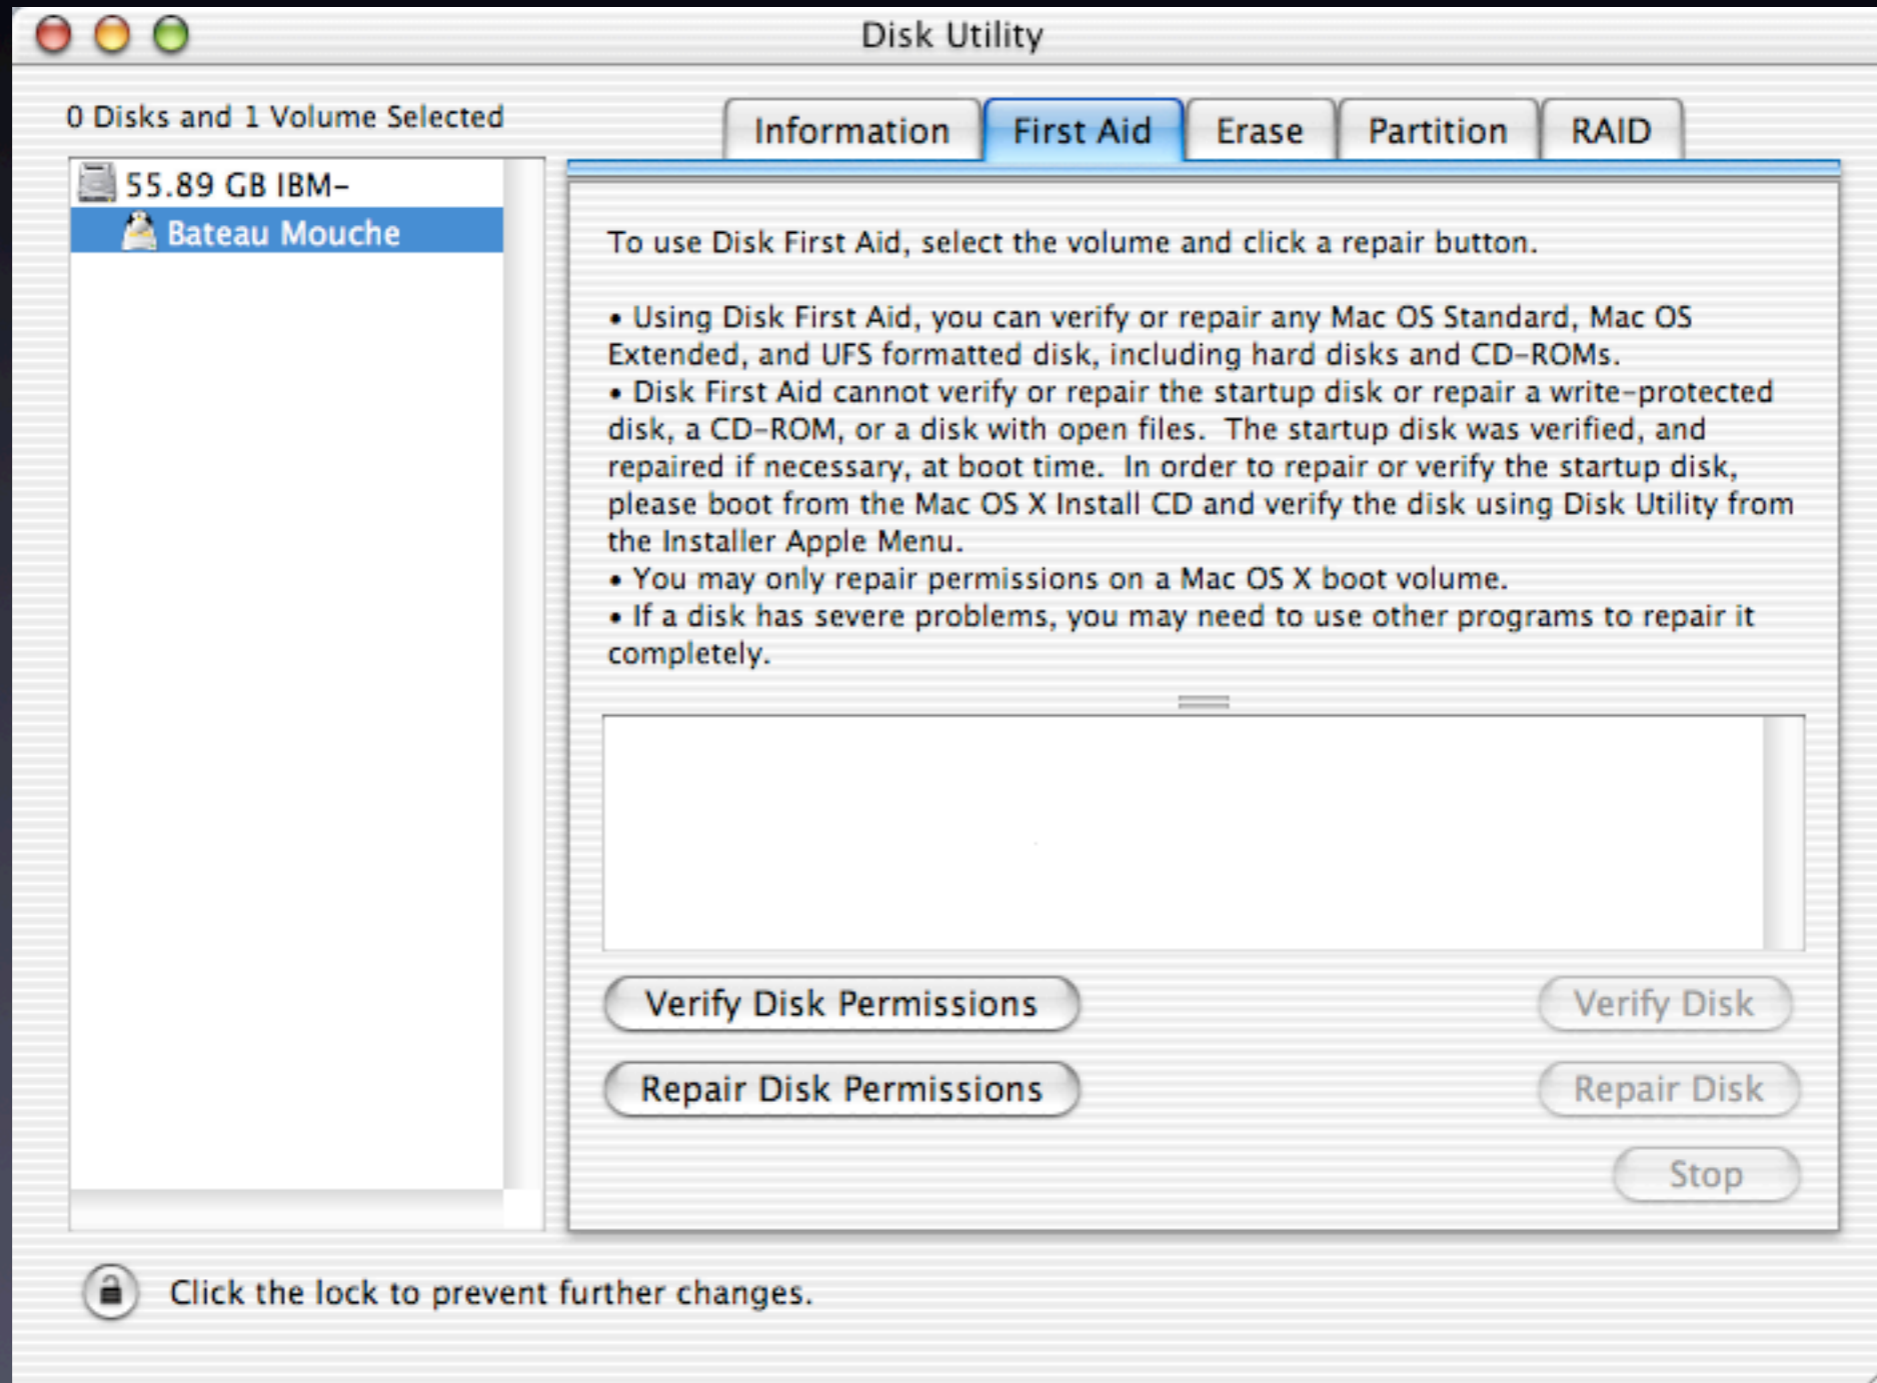 Disk Utility
0 Disks and 1 Volume Selected
55.89 GB IBM-
Bateau Mouche
Information
First Aid
Erase
Partition
RAID
To use Disk First Aid, select the volume and click a repair button.
• Using Disk First Aid, you can verify or repair any Mac OS Standard, Mac OS
Extended, and UFS formatted disk, including hard disks and CD-ROMs.
• Disk First Aid cannot verify or repair the startup disk or repair a write-protected
disk, a CD-ROM, or a disk with open files.  The startup disk was verified, and
repaired if necessary, at boot time.  In order to repair or verify the startup disk,
please boot from the Mac OS X Install CD and verify the disk using Disk Utility from
the Installer Apple Menu.
• You may only repair permissions on a Mac OS X boot volume.
• If a disk has severe problems, you may need to use other programs to repair it
completely.
Verify Disk Permissions
Verify Disk
Repair Disk Permissions
Repair Disk
Stop
Click the lock to prevent further changes.